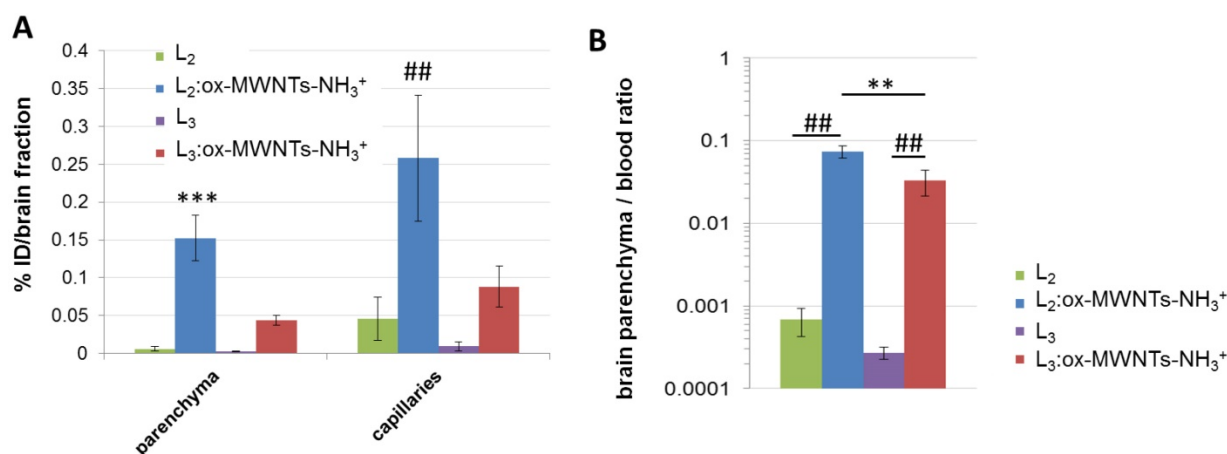 A
% ID/brain fraction
0.4
0.35
0.3
0.25
0.2
0.15
0.1
0.05
0
L₂
L₂:ox-MWNTs-NH₃⁺
L₃
L₃:ox-MWNTs-NH₃⁺
***
##
parenchyma
capillaries
B
brain parenchyma / blood ratio
1
0.1
0.01
0.001
0.0001
##
**
##
L₂
L₂:ox-MWNTs-NH₃⁺
L₃
L₃:ox-MWNTs-NH₃⁺